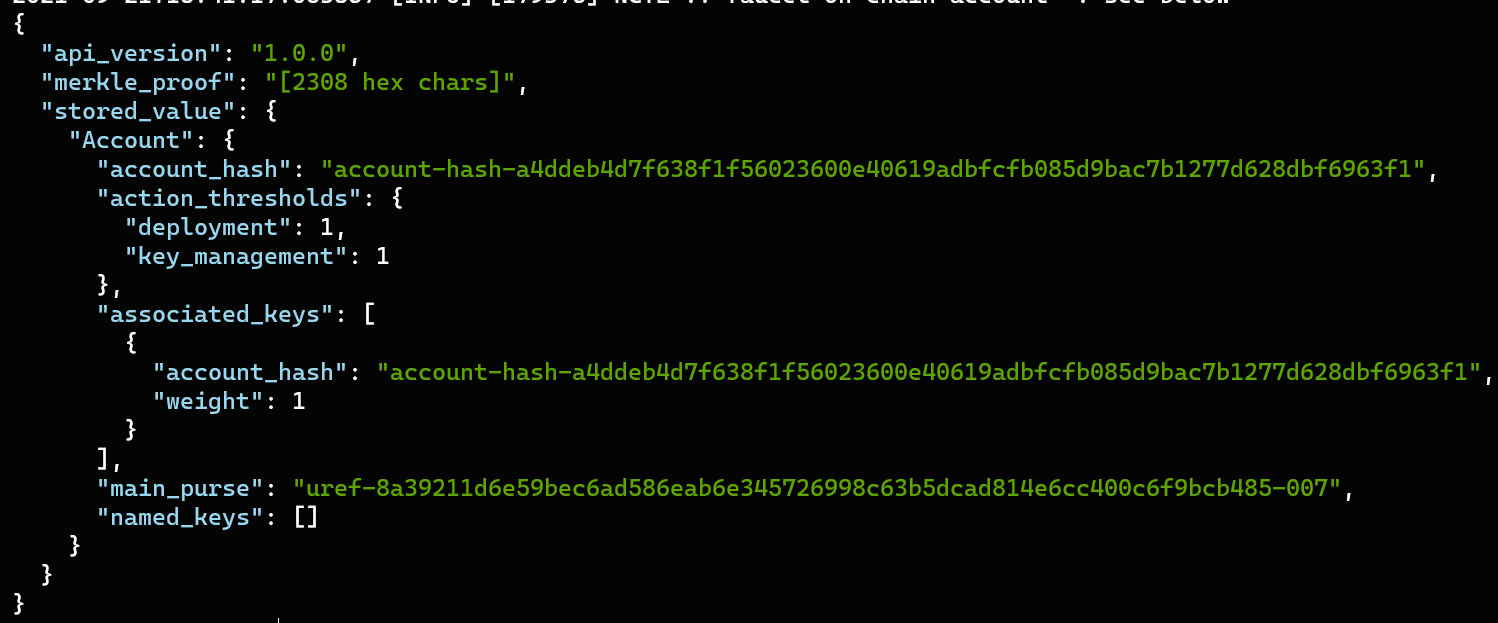 {
  "api_version": "1.0.0",
  "merkle_proof": "[2308 hex chars]",
  "stored_value": {
    "Account": {
      "account_hash": "account-hash-a4ddeb4d7f638f1f56023600e40619adbfcfb085d9bac7b1277d628dbf6963f1",
      "action_thresholds": {
        "deployment": 1,
        "key_management": 1
      },
      "associated_keys": [
        {
          "account_hash": "account-hash-a4ddeb4d7f638f1f56023600e40619adbfcfb085d9bac7b1277d628dbf6963f1",
          "weight": 1
        }
      ],
      "main_purse": "uref-8a39211d6e59bec6ad586eab6e345726998c63b5dcad814e6cc400c6f9bcb485-007",
      "named_keys": []
    }
  }
}